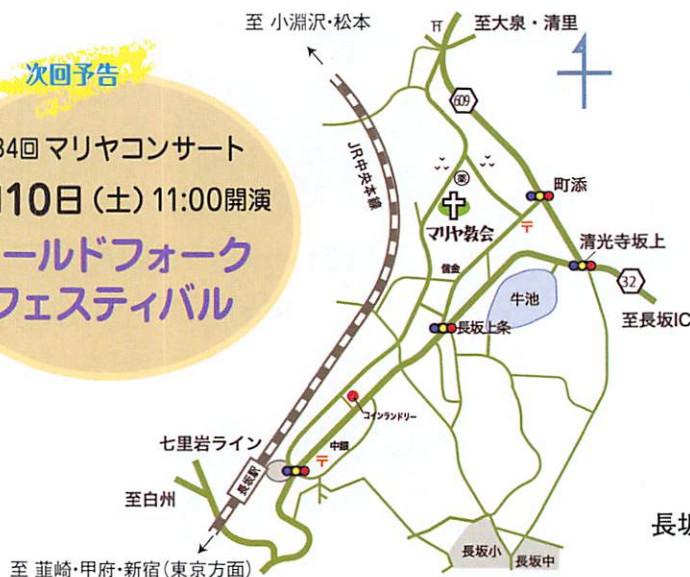 次回予告
34回 マリヤコンサート
10日(土)11:00開演
ールドフォーク
フェスティバル
至 小淵沢・松本
至大泉・清里
609
JR中央本線
町添
マリヤ教会
清光寺坂上
信金
32
牛池
至長坂IC
長坂上条
コインランドリー
七里岩ライン
中銀
長坂駅
至白州
長坂
長坂小
長坂中
至 韮崎・甲府・新宿(東京方面)